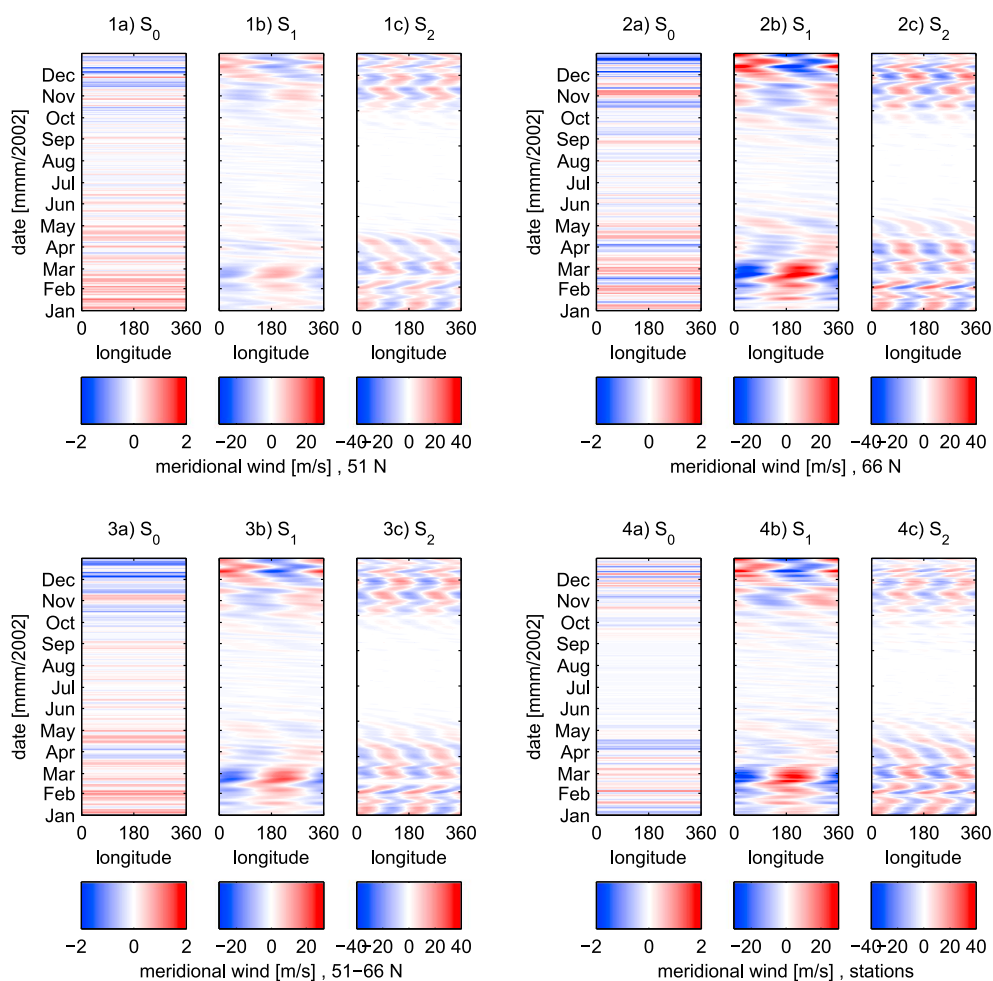 1a) S0 1b) S1 1c) S2
date [mmm/2002]
Dec
Nov
Oct
Sep
Aug
Jul
Jun
May
Apr
Mar
Feb
Jan
0 180 360 0 180 360 0 180 360
longitude longitude longitude
−2 0 2 −20 0 20 −40−20 0 20 40
meridional wind [m/s] , 51 N
2a) S0 2b) S1 2c) S2
date [mmm/2002]
Dec
Nov
Oct
Sep
Aug
Jul
Jun
May
Apr
Mar
Feb
Jan
0 180 360 0 180 360 0 180 360
longitude longitude longitude
−2 0 2 −20 0 20 −40−20 0 20 40
meridional wind [m/s] , 66 N
3a) S0 3b) S1 3c) S2
date [mmm/2002]
Dec
Nov
Oct
Sep
Aug
Jul
Jun
May
Apr
Mar
Feb
Jan
0 180 360 0 180 360 0 180 360
longitude longitude longitude
−2 0 2 −20 0 20 −40−20 0 20 40
meridional wind [m/s] , 51−66 N
4a) S0 4b) S1 4c) S2
date [mmm/2002]
Dec
Nov
Oct
Sep
Aug
Jul
Jun
May
Apr
Mar
Feb
Jan
0 180 360 0 180 360 0 180 360
longitude longitude longitude
−2 0 2 −20 0 20 −40−20 0 20 40
meridional wind [m/s] , stations